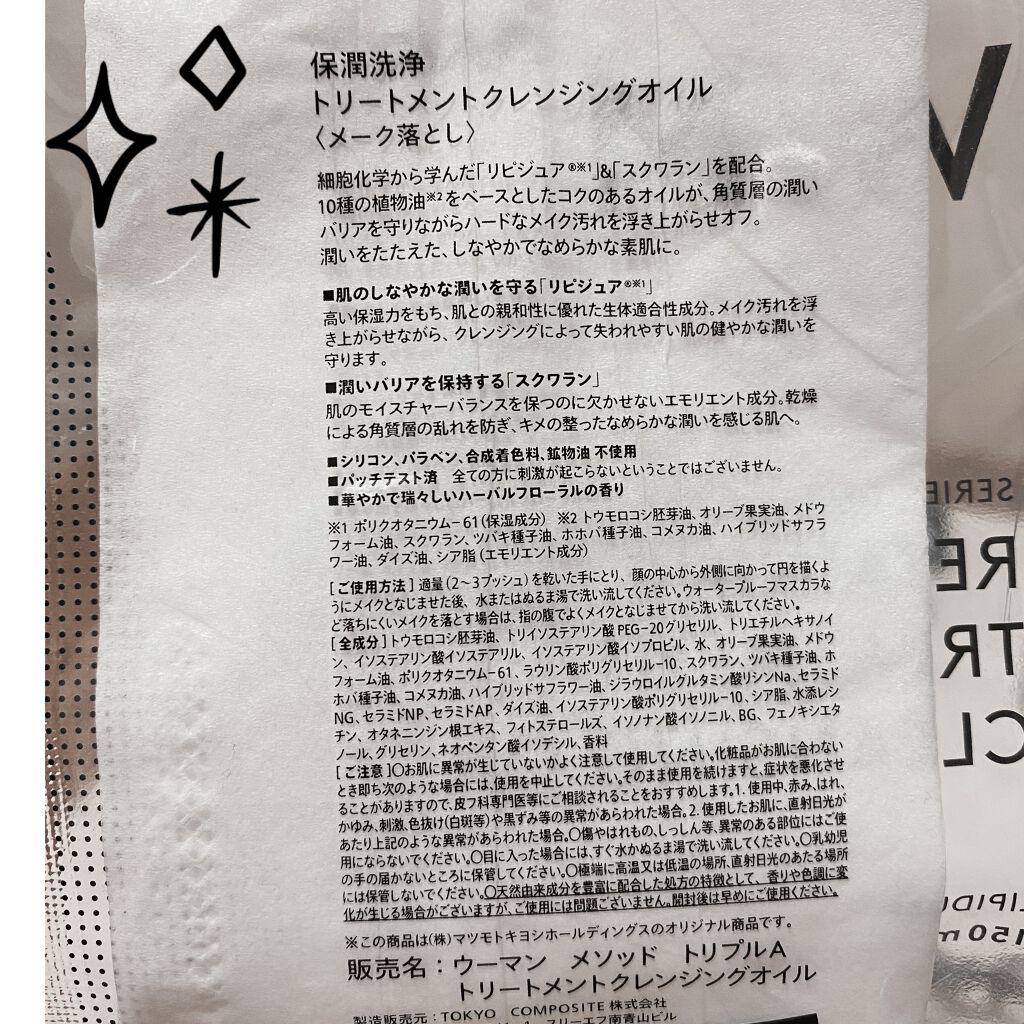 保潤洗浄
トリートメントクレンジングオイル
〈メーク落とし〉
細胞化学から学んだ「リピジュア®※1」&「スクワラン」を配合。
10種の植物油※2をベースとしたコクのあるオイルが、角質層の潤い
バリアを守りながらハードなメイク汚れを浮き上がらせオフ。
潤いをたたえた、しなやかでなめらかな素肌に。
■肌のしなやかな潤いを守る「リピジュア®※1」
高い保湿力をもち、肌との親和性に優れた生体適合性成分。メイク汚れを浮
き上がらせながら、クレンジングによって失われやすい肌の健やかな潤いを
守ります。
■潤いバリアを保持する「スクワラン」
肌のモイスチャーバランスを保つのに欠かせないエモリエント成分。乾燥
による角質層の乱れを防ぎ、キメの整ったなめらかな潤いを感じる肌へ。
■シリコン、パラベン、合成着色料、鉱物油 不使用
■パッチテスト済　全ての方に刺激が起こらないということではございません。
■華やかで瑞々しいハーバルフローラルの香り
※1 ポリクオタニウム－61（保湿成分） ※2 トウモロコシ胚芽油、オリーブ果実油、メドウ
フォーム油、スクワラン、ツバキ種子油、ホホバ種子油、コメヌカ油、ハイブリッドサフラ
ワー油、ダイズ油、シア脂（エモリエント成分）
[ご使用方法] 適量（2～3プッシュ）を乾いた手にとり、顔の中心から外側に向かって円を描くよ
うにメイクとなじませた後、水またはぬるま湯で洗い流してください。ウォータープルーフマスカラな
ど落ちにくいメイクを落とす場合は、指の腹でよくメイクとなじませてから洗い流してください。
[全成分] トウモロコシ胚芽油、トリイソステアリン酸PEG-20グリセリル、トリエチルヘキサノイ
ン、イソステアリン酸イソステアリル、イソステアリン酸イソプロピル、水、オリーブ果実油、メドウ
フォーム油、ポリクオタニウム-61、ラウリン酸ポリグリセリル-10、スクワラン、ツバキ種子油、ホ
ホバ種子油、コメヌカ油、ハイブリッドサフラワー油、ジラウロイルグルタミン酸リシンNa、セラミド
NG、セラミドNP、セラミドAP、ダイズ油、イソステアリン酸ポリグリセリル-10、シア脂、水添レシ
チン、オタネニンジン根エキス、フィトステロールズ、イソノナン酸イソノニル、BG、フェノキシエタ
ノール、グリセリン、ネオペンタン酸イソデシル、香料
[ご注意]○お肌に異常が生じていないかよく注意して使用してください。化粧品がお肌に合わない
とき即ち次のような場合には、使用を中止してください。そのまま使用を続けますと、症状を悪化させ
ることがありますので、皮フ科専門医等にご相談されることをおすすめします。1. 使用中、赤み、はれ、
かゆみ、刺激、色抜け（白斑等）や黒ずみ等の異常があらわれた場合。2. 使用したお肌に、直射日光が
あたり上記のような異常があらわれた場合。○傷やはれもの、しっしん等、異常のある部位にはご使
用にならないでください。○目に入った場合には、すぐ水かぬるま湯で洗い流してください。○乳幼児
の手の届かないところに保管してください。○極端に高温又は低温の場所、直射日光のあたる場所
には保管しないでください。○天然由来成分を豊富に配合した処方の特徴として、香りや色調に変
化が生じる場合がございますが、ご使用には問題ございません。開封後は早めにご使用ください。
※この商品は(株)マツモトキヨシホールディングスのオリジナル商品です。
販売名：ウーマン メソッド トリプルA
トリートメントクレンジングオイル
製造販売元：TOKYO COMPOSITE株式会社
スリーエフ南青山ビル
V
SERIE
RE
TR
CL
LIPIDU
150m